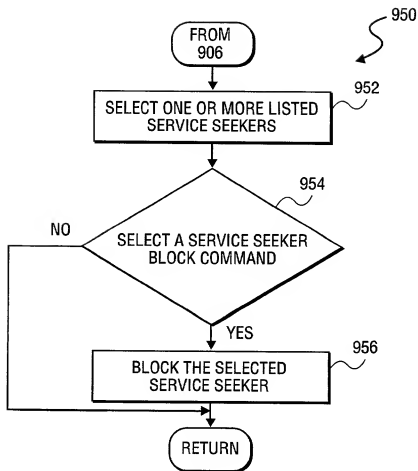 950
FROM
906
952
SELECT ONE OR MORE LISTED
SERVICE SEEKERS
954
NO
SELECT A SERVICE SEEKER
BLOCK COMMAND
YES
956
BLOCK THE SELECTED
SERVICE SEEKER
RETURN